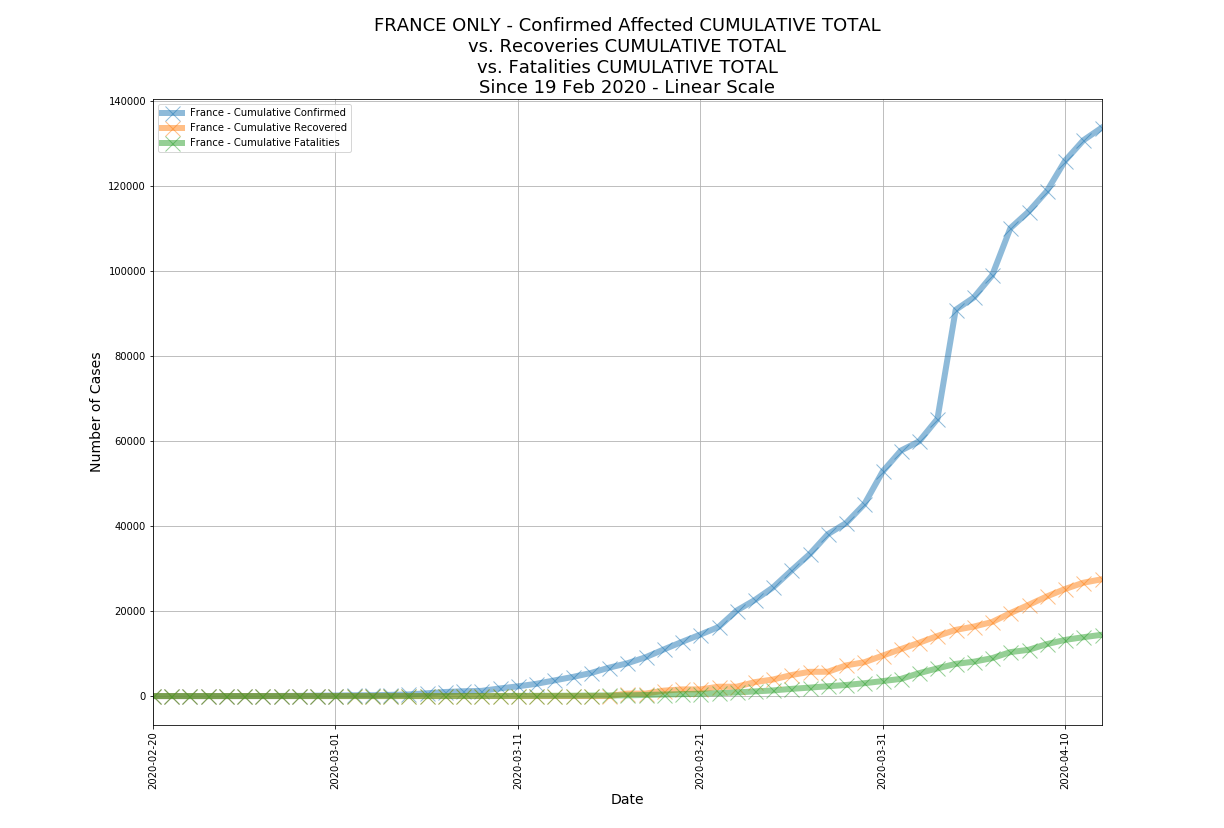 FRANCE ONLY - Confirmed Affected CUMULATIVE TOTAL
vs. Recoveries CUMULATIVE TOTAL
vs. Fatalities CUMULATIVE TOTAL
Since 19 Feb 2020 - Linear Scale
France - Cumulative Confirmed
France - Cumulative Recovered
France - Cumulative Fatalities
140000
120000
100000
80000
60000
40000
20000
0
Number of Cases
2020-02-20
2020-03-01
2020-03-11
2020-03-21
2020-03-31
2020-04-10
Date